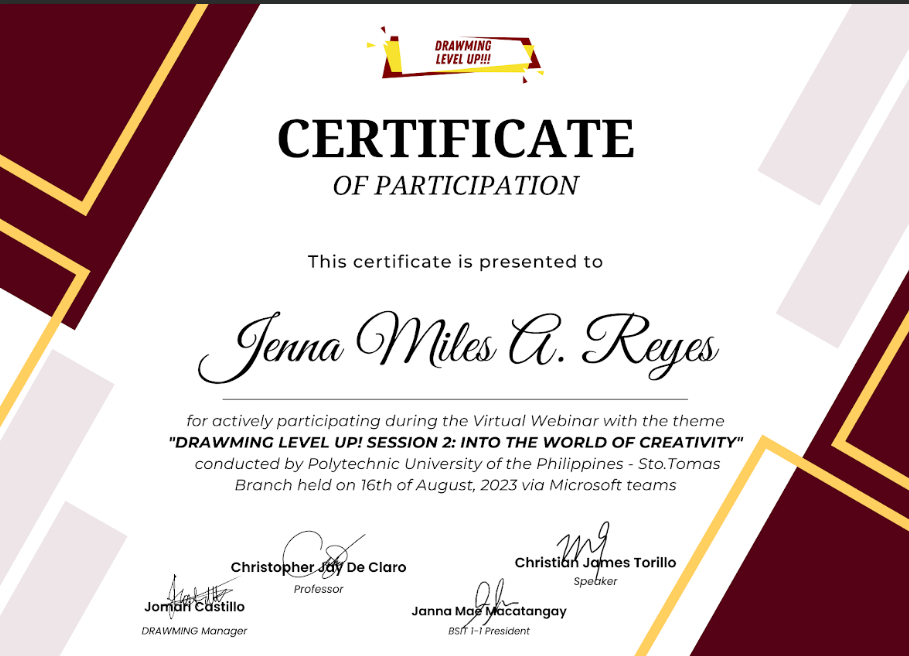 DRAWMING
LEVEL UP!!!
CERTIFICATE
OF PARTICIPATION
This certificate is presented to
Jenna Miles A. Reyes
for actively participating during the Virtual Webinar with the theme
"DRAWMING LEVEL UP! SESSION 2: INTO THE WORLD OF CREATIVITY"
conducted by Polytechnic University of the Philippines - Sto.Tomas
Branch held on 16th of August, 2023 via Microsoft teams
Christopher Jay De Claro
Professor
Christian James Torillo
Speaker
Jomari Castillo
DRAWMING Manager
Janna Mae Macatangay
BSIT 1-1 President